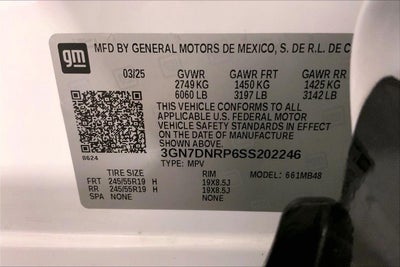 gm
MFD BY GENERAL MOTORS DE MEXICO, S. DE R.L. DE C
03/25 GVWR GAWR FRT GAWR RR
2749 KG 1450 KG 1425 KG
6060 LB 3197 LB 3142 LB
THIS VEHICLE CONFORMS TO ALL
APPLICABLE U.S. FEDERAL MOTOR
VEHICLE SAFETY
IN EFFECT ON THE DATE OF
MANUFACTURE SHOWN ABOVE.
3GN7DNRP6SS202246
8624 TYPE: MPV MODEL: 661MB48
TIRE SIZE RIM
FRT 245/55R19 H 19X8.5J
RR 245/55R19 H 19X8.5J
SPA NONE NONE